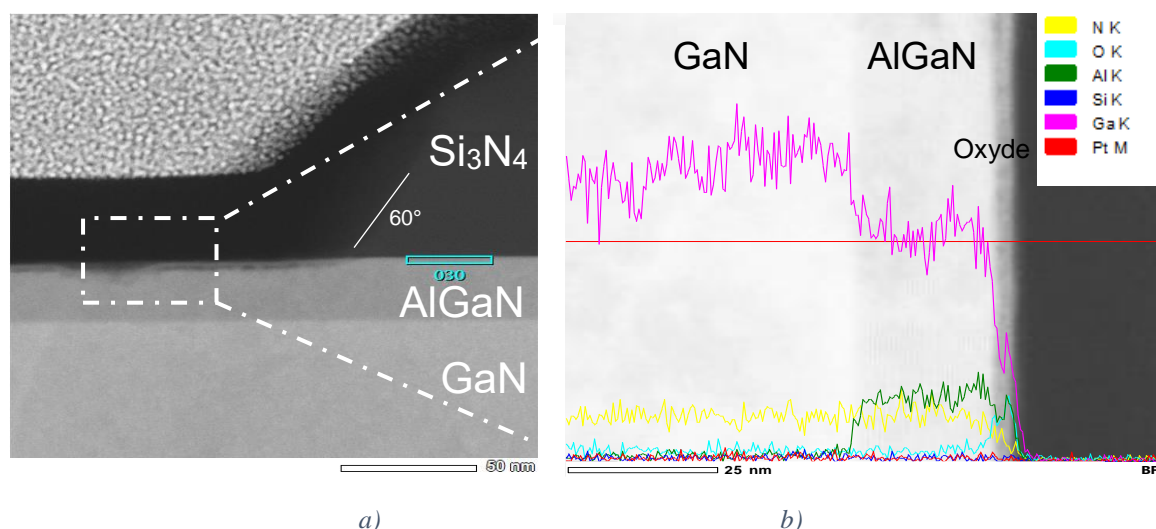 Si₃N₄
60°
030
AlGaN
GaN
50 nm
a)
GaN
AlGaN
Oxyde
N K
O K
Al K
Si K
Ga K
Pt M
25 nm
BF
b)